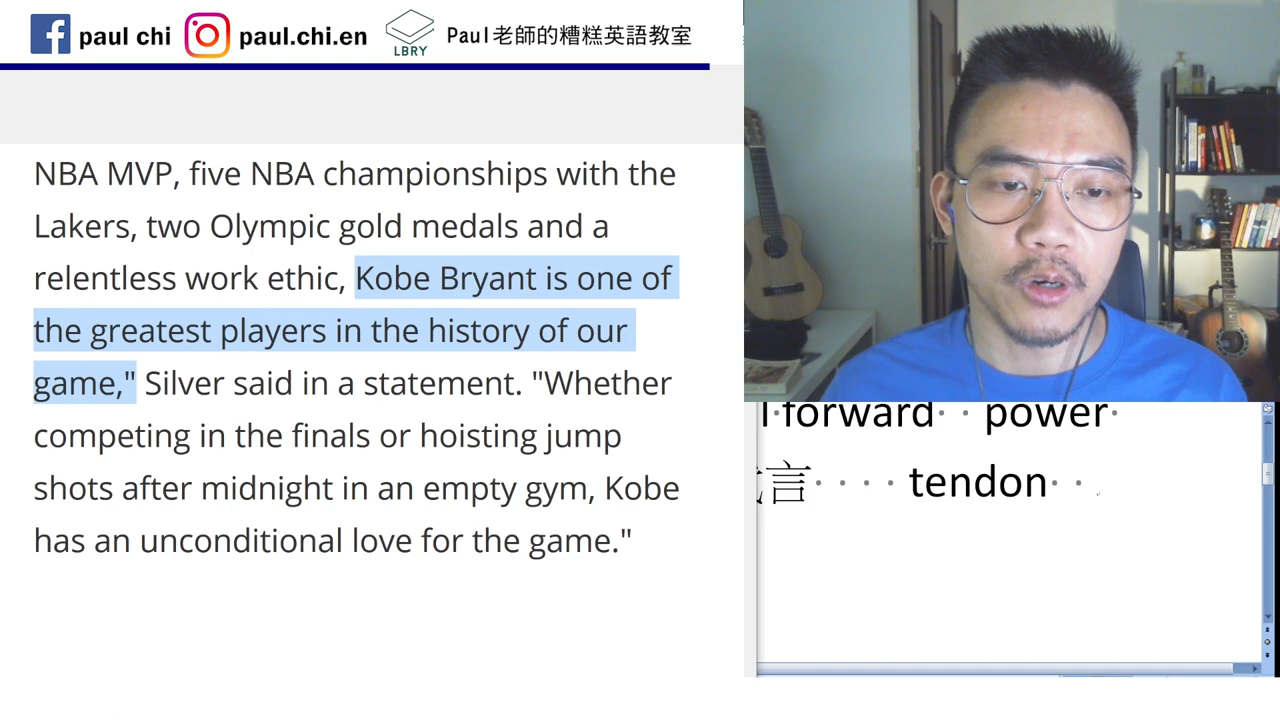 paul chi
paul.chi.en
LBRY
Paul老師的糟糕英語教室
NBA MVP, five NBA championships with the
Lakers, two Olympic gold medals and a
relentless work ethic, Kobe Bryant is one of
the greatest players in the history of our
game," Silver said in a statement. "Whether
competing in the finals or hoisting jump
shots after midnight in an empty gym, Kobe
has an unconditional love for the game."
forward power
言 tendon